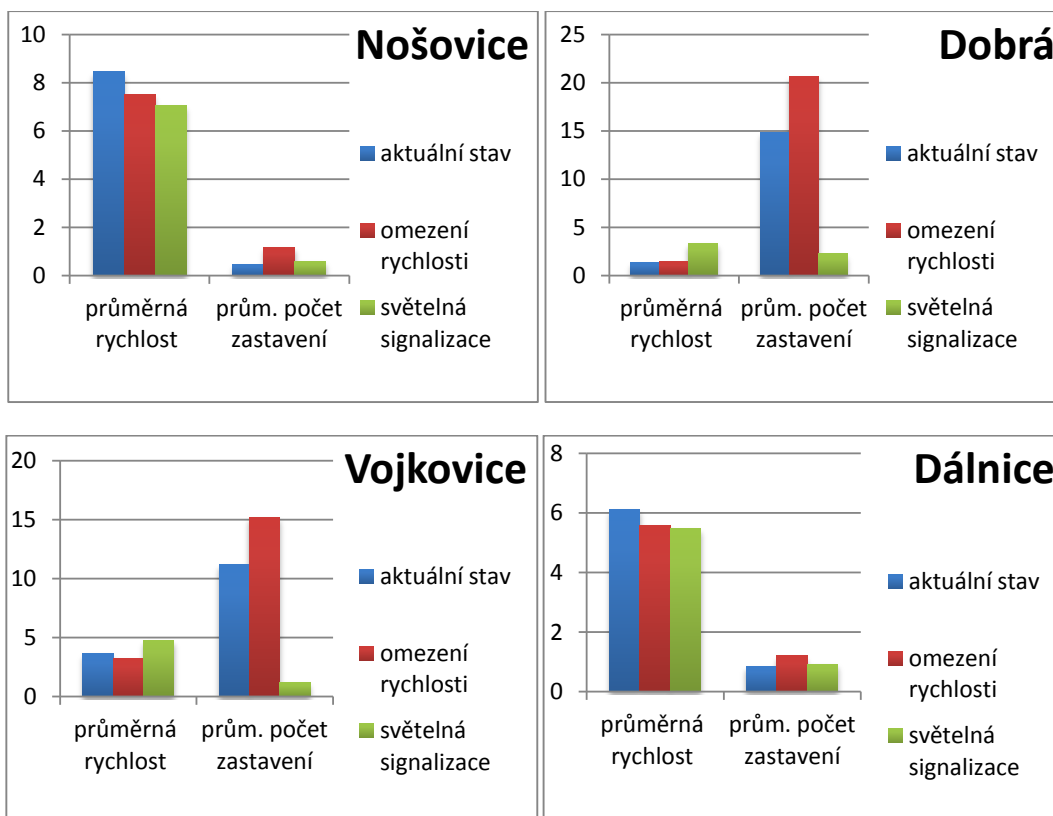 Nošovice
10
8
6
4
2
0
průměrná
rychlost
prům. počet
zastavení
aktuální stav
omezení
rychlosti
světelná
signalizace
Dobrá
25
20
15
10
5
0
průměrná
rychlost
prům. počet
zastavení
aktuální stav
omezení
rychlosti
světelná
signalizace
Vojkovice
20
15
10
5
0
průměrná
rychlost
prům. počet
zastavení
aktuální stav
omezení
rychlosti
světelná
signalizace
Dálnice
8
6
4
2
0
průměrná
rychlost
prům. počet
zastavení
aktuální stav
omezení
rychlosti
světelná
signalizace